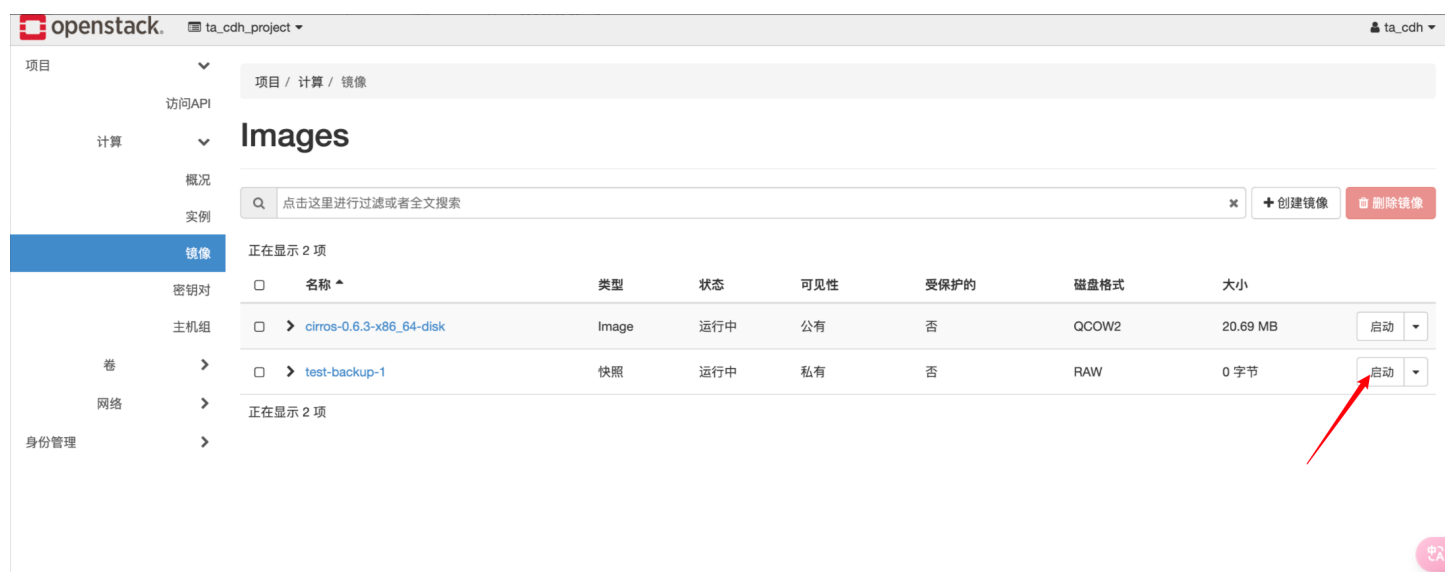 openstack. ta_cdh_project ta_cdh
项目
访问API
计算
概况
实例
镜像
密钥对
主机组
卷
网络
身份管理
项目 / 计算 / 镜像
Images
点击这里进行过滤或者全文搜索 创建镜像 删除镜像
正在显示 2 项
名称 类型 状态 可见性 受保护的 磁盘格式 大小
cirros-0.6.3-x86_64-disk Image 运行中 公有 否 QCOW2 20.69 MB 启动
test-backup-1 快照 运行中 私有 否 RAW 0 字节 启动
正在显示 2 项
中 A